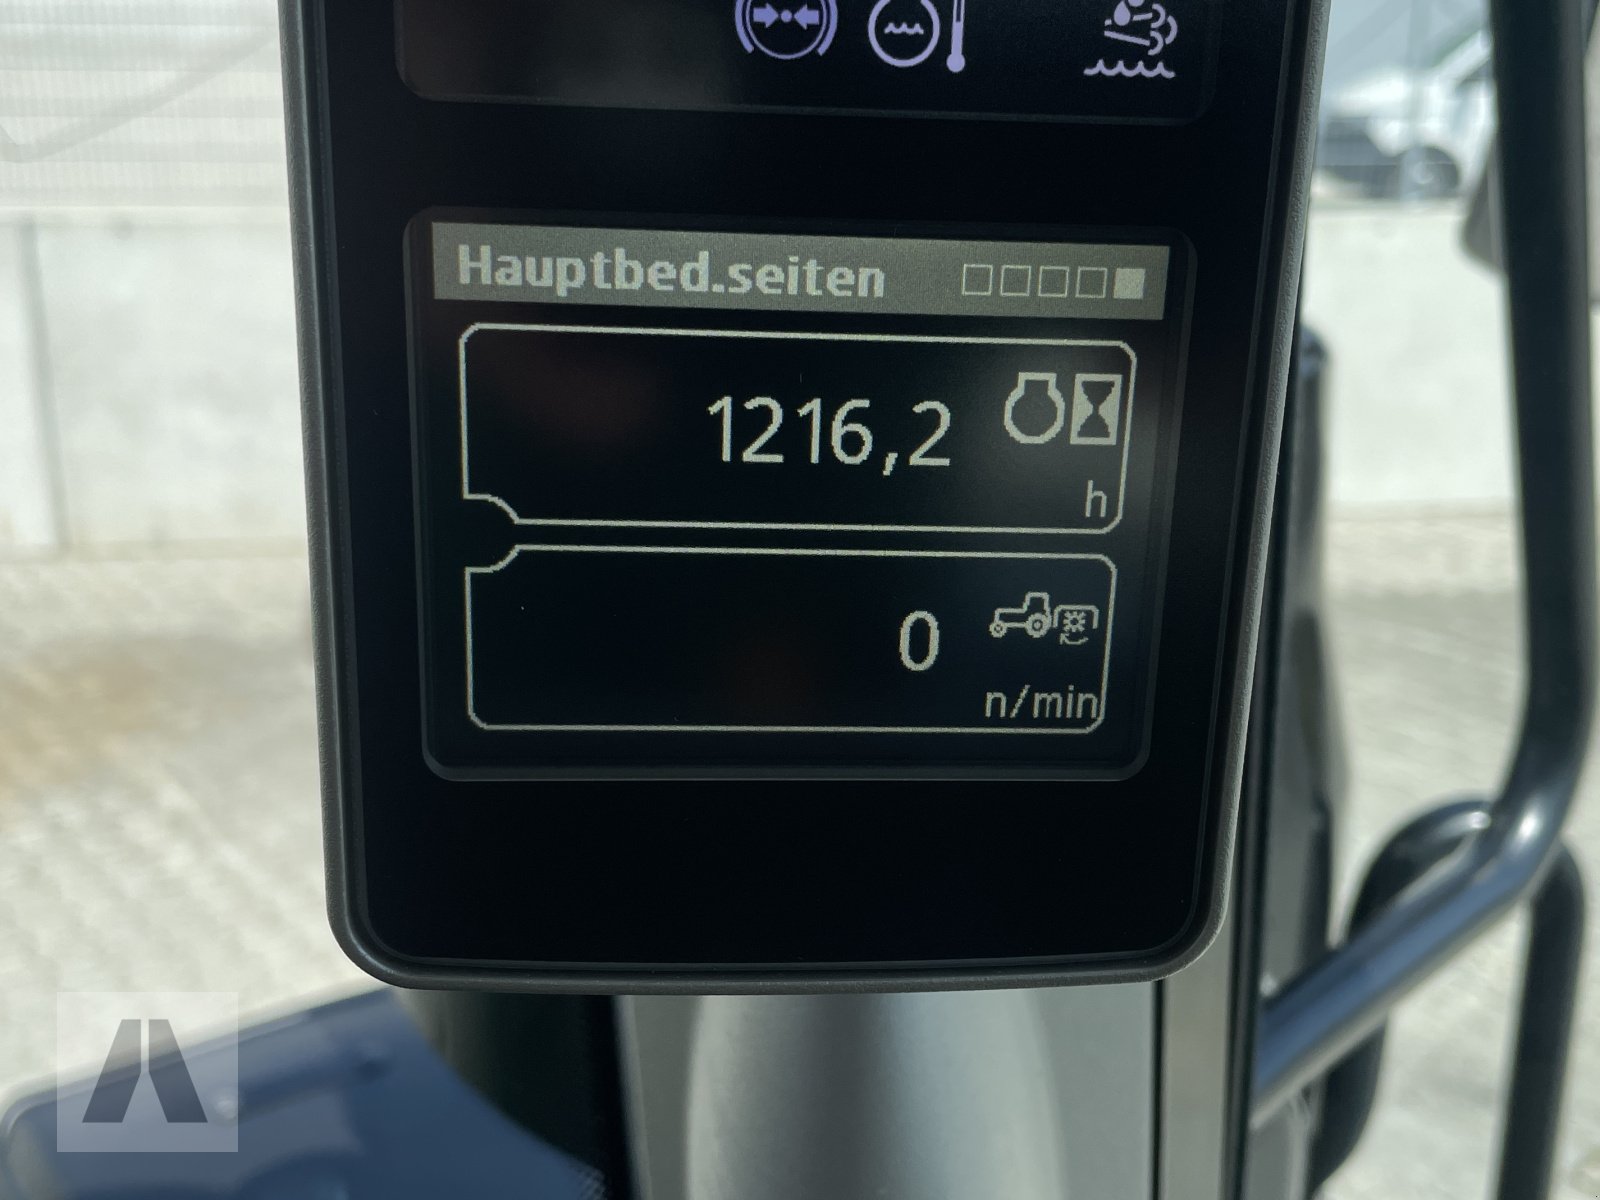 Hauptbed.seiten
1216,2
h
0
n/min